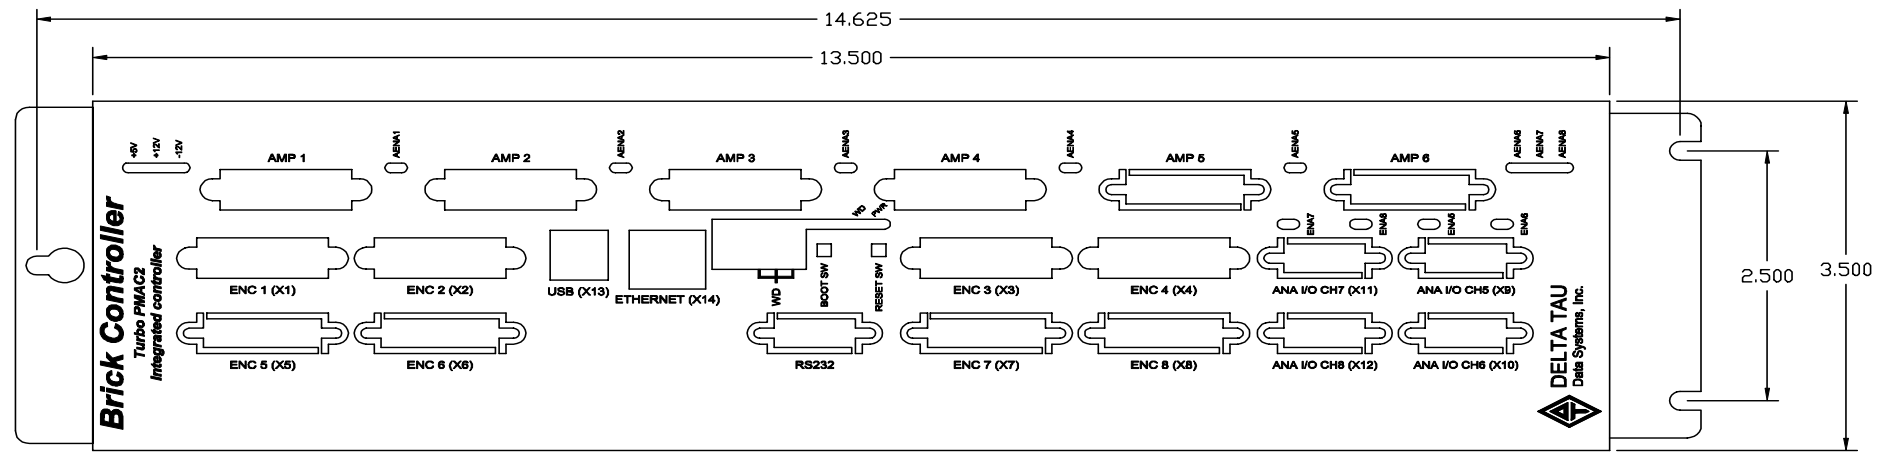 14.625
13.500
+5V
+12V
-12V
AMP 1
AENA1
AMP 2
AENA2
AMP 3
AENA3
AMP 4
AENA4
AMP 5
AENA5
AMP 6
AENA6
AENA7
AENA8
WD
PWR
ENA7
ENA8
ENA5
ENA6
Brick Controller
Turbo PMAC2
Integrated controller
ENC 1 (X1)
ENC 2 (X2)
USB (X13)
ETHERNET (X14)
WD
BOOT SW
RESET SW
ENC 3 (X3)
ENC 4 (X4)
ANA I/O CH7 (X11)
ANA I/O CH5 (X9)
2.500
3.500
ENC 5 (X5)
ENC 6 (X6)
RS232
ENC 7 (X7)
ENC 8 (X8)
ANA I/O CH8 (X12)
ANA I/O CH6 (X10)
DELTA TAU
Data Systems, Inc.